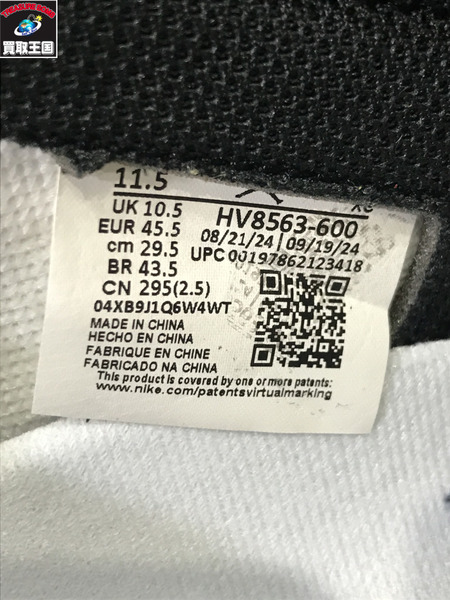 TREASURE KINGDOM
買取王国
11.5
UK 10.5
EUR 45.5
cm 29.5
BR 43.5
CN 295(2.5)
04XB9J1Q6W4WT
HV8563-600
08/21/24 | 09/19/24
UPC 00197862123418
MADE IN CHINA
HECHO EN CHINA
FABRIQUE EN CHINE
FABRICADO NA CHINA
This product is covered by one or more patents:
www.nike.com/patentsvirtualmarking